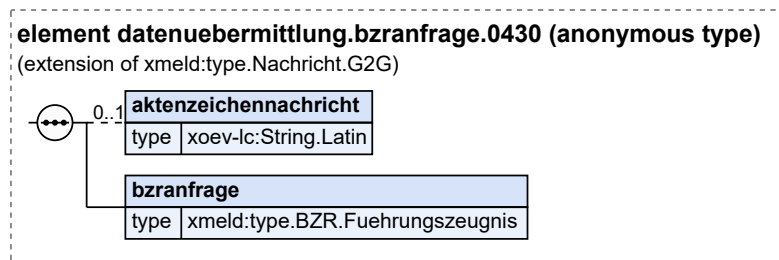 element datenuebermittlung.bzranfrage.0430 (anonymous type)
(extension of xmeld:type.Nachricht.G2G)
0..1
aktenzeichennachricht
type xoev-lc:String.Latin
bzranfrage
type xmeld:type.BZR.Fuehrungszeugnis